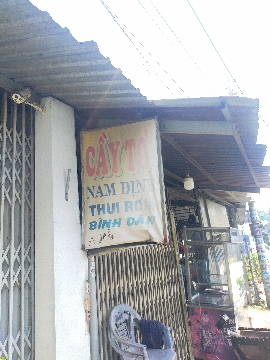 CẦY TƠ
NAM ĐỊNH
THUI RƠM
BÌNH DÂN